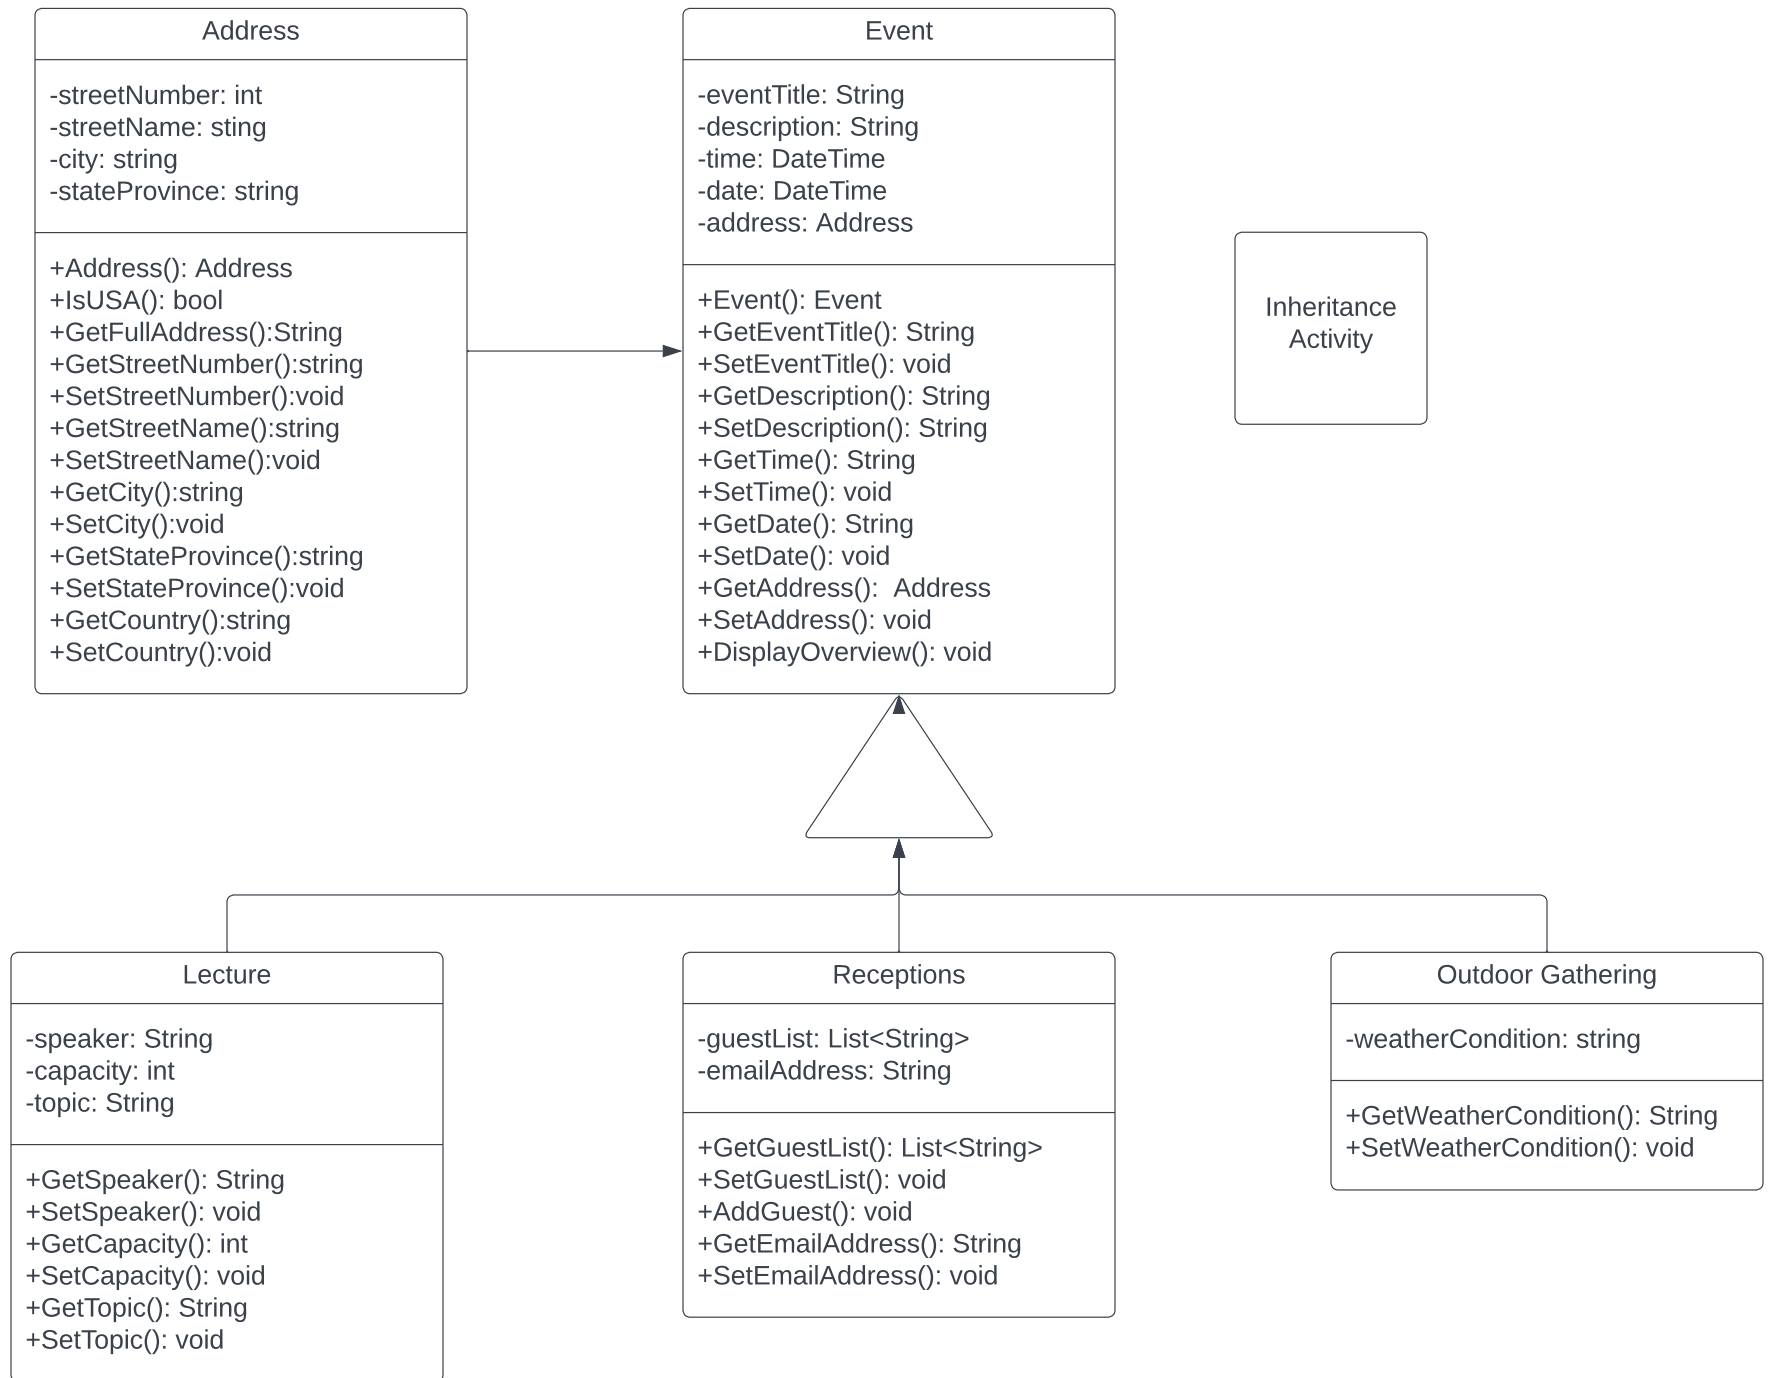 Address
-streetNumber: int
-streetName: sting
-city: string
-stateProvince: string
+Address(): Address
+IsUSA(): bool
+GetFullAddress():String
+GetStreetNumber():string
+SetStreetNumber():void
+GetStreetName():string
+SetStreetName():void
+GetCity():string
+SetCity():void
+GetStateProvince():string
+SetStateProvince():void
+GetCountry():string
+SetCountry():void
Event
-eventTitle: String
-description: String
-time: DateTime
-date: DateTime
-address: Address
+Event(): Event
+GetEventTitle(): String
+SetEventTitle(): void
+GetDescription(): String
+SetDescription(): String
+GetTime(): String
+SetTime(): void
+GetDate(): String
+SetDate(): void
+GetAddress():  Address
+SetAddress(): void
+DisplayOverview(): void
Inheritance
Activity
Lecture
-speaker: String
-capacity: int
-topic: String
+GetSpeaker(): String
+SetSpeaker(): void
+GetCapacity(): int
+SetCapacity(): void
+GetTopic(): String
+SetTopic(): void
Receptions
-guestList: List<String>
-emailAddress: String
+GetGuestList(): List<String>
+SetGuestList(): void
+AddGuest(): void
+GetEmailAddress(): String
+SetEmailAddress(): void
Outdoor Gathering
-weatherCondition: string
+GetWeatherCondition(): String
+SetWeatherCondition(): void